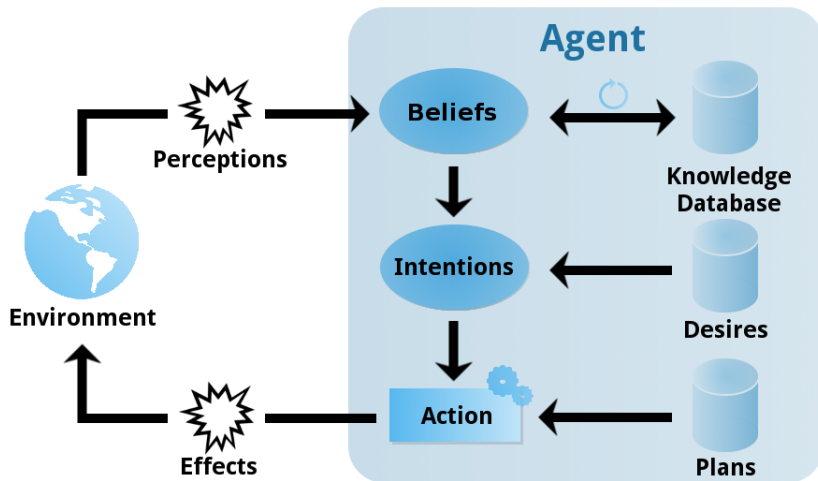 Agent
Beliefs
Perceptions
Knowledge
Database
Intentions
Environment
Desires
Action
Effects
Plans